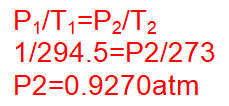 P₁/T₁=P₂/T₂
1/294.5=P2/273
P2=0.9270atm